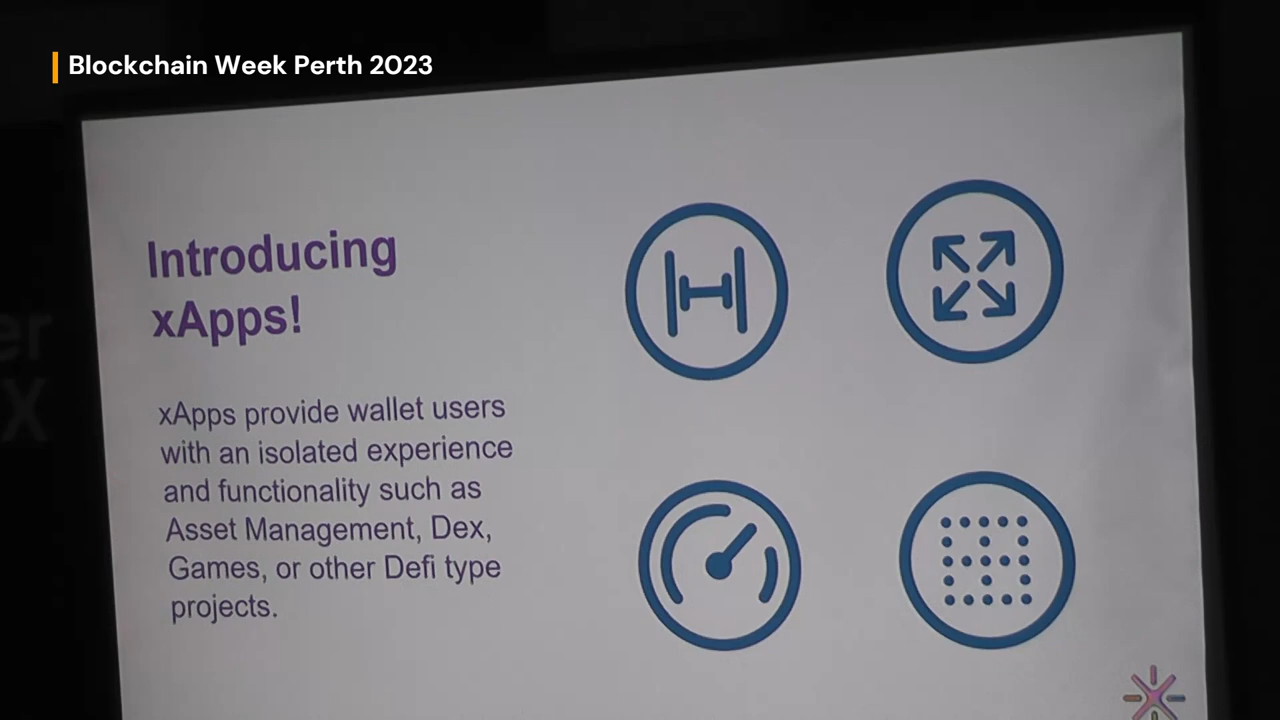 Blockchain Week Perth 2023
Introducing
xApps!
xApps provide wallet users
with an isolated experience
and functionality such as
Asset Management, Dex,
Games, or other Defi type
projects.
er
X